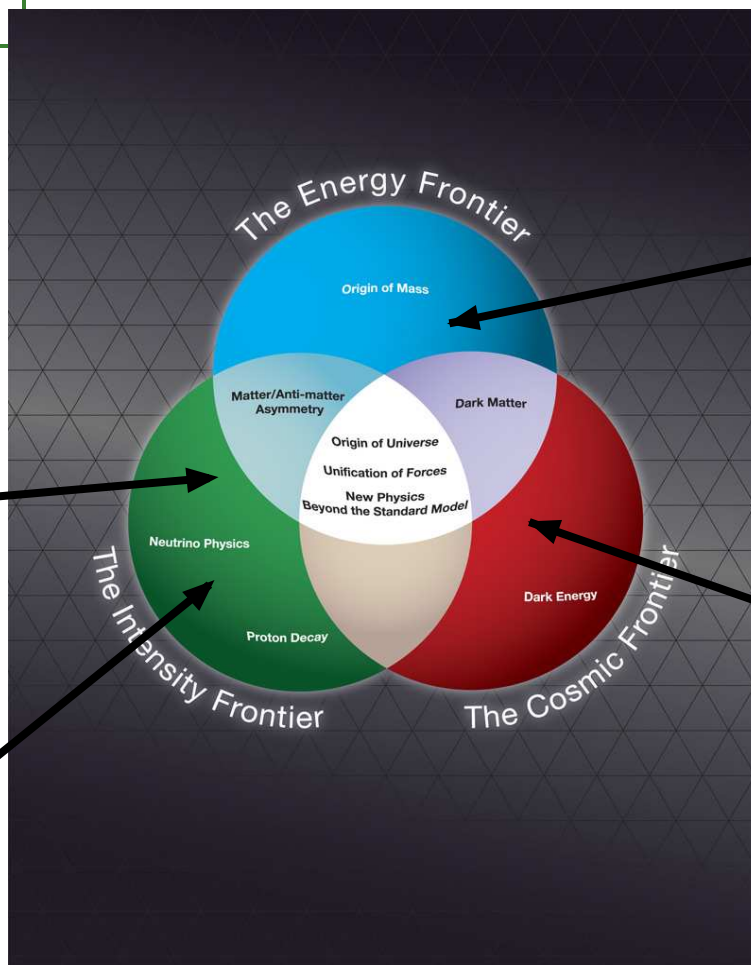 The Energy Frontier
Origin of Mass
Matter/Anti-matter
Asymmetry
Dark Matter
Origin of Universe
Unification of Forces
New Physics
Beyond the Standard Model
Neutrino Physics
Dark Energy
Proton Decay
The Intensity Frontier
The Cosmic Frontier